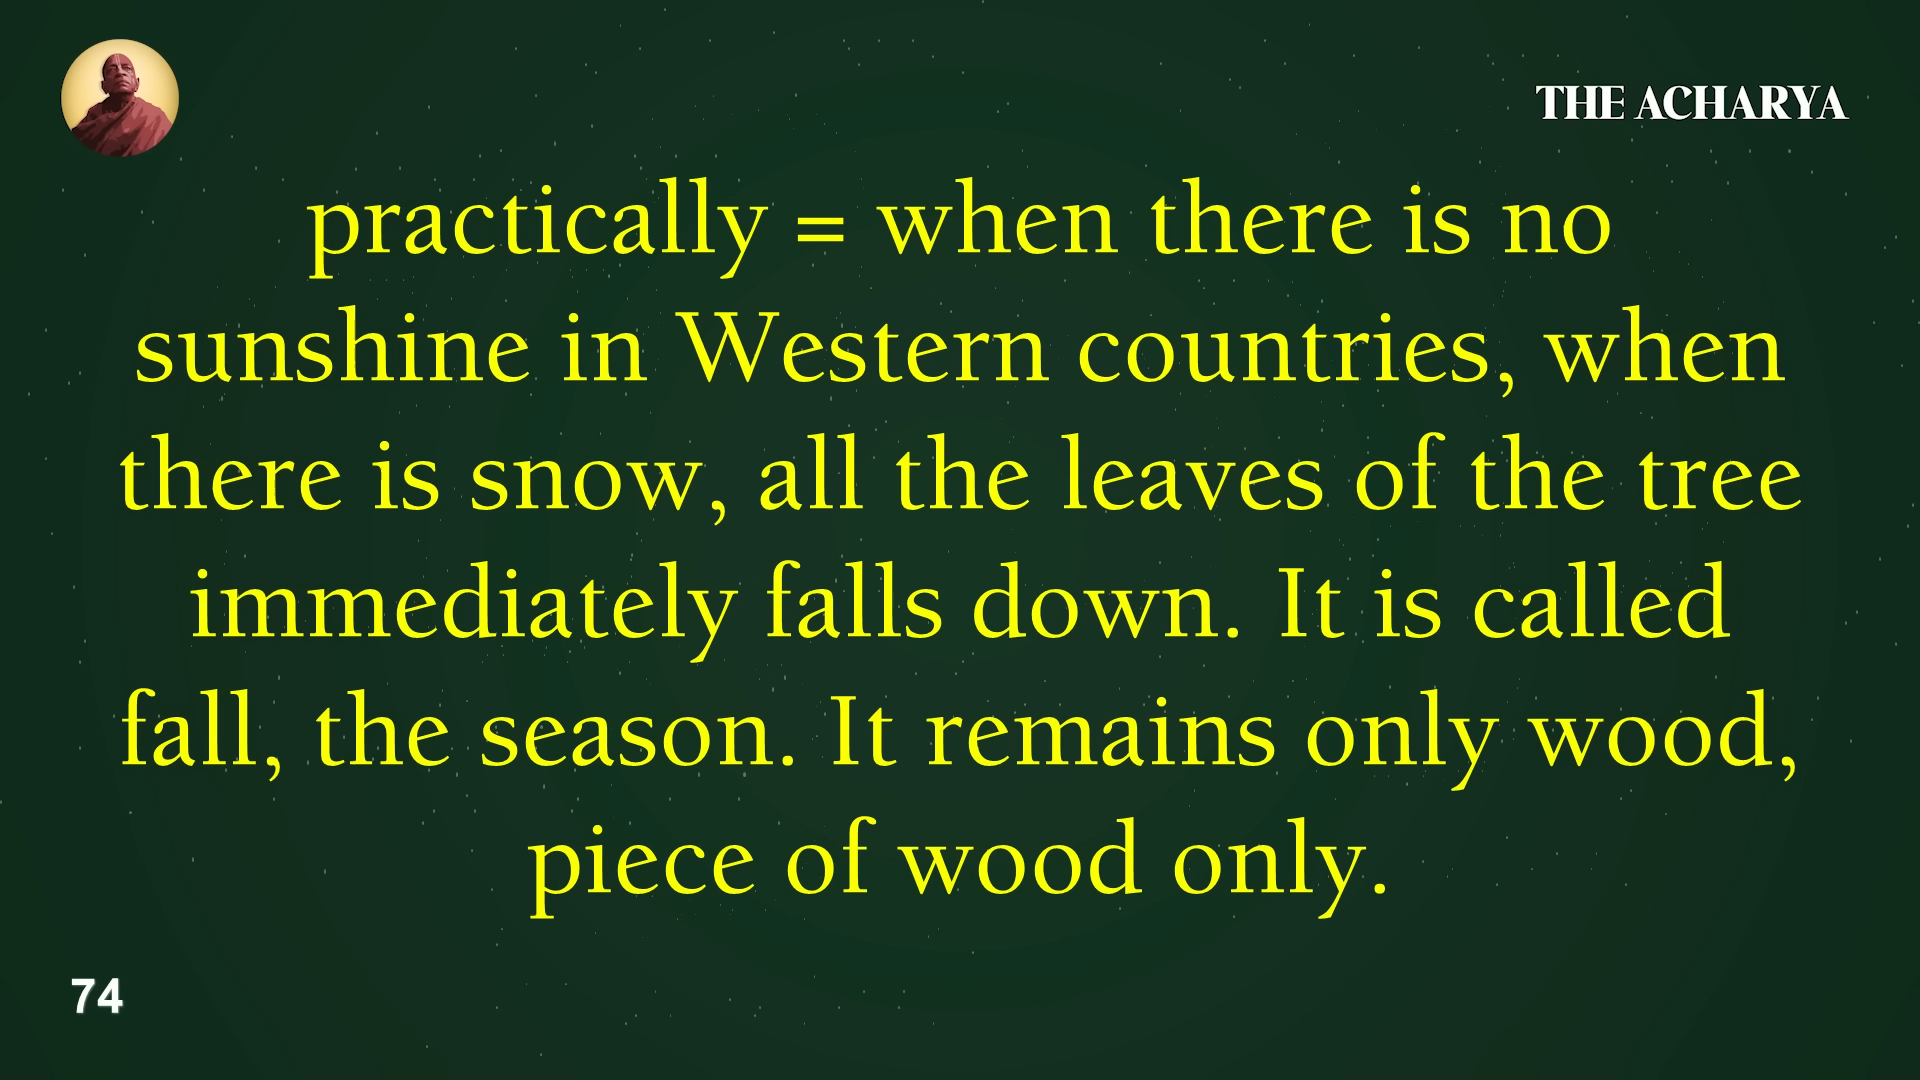 THE ACHARYA
practically = when there is no
sunshine in Western countries, when
there is snow, all the leaves of the tree
immediately falls down. It is called
fall, the season. It remains only wood,
piece of wood only.
74